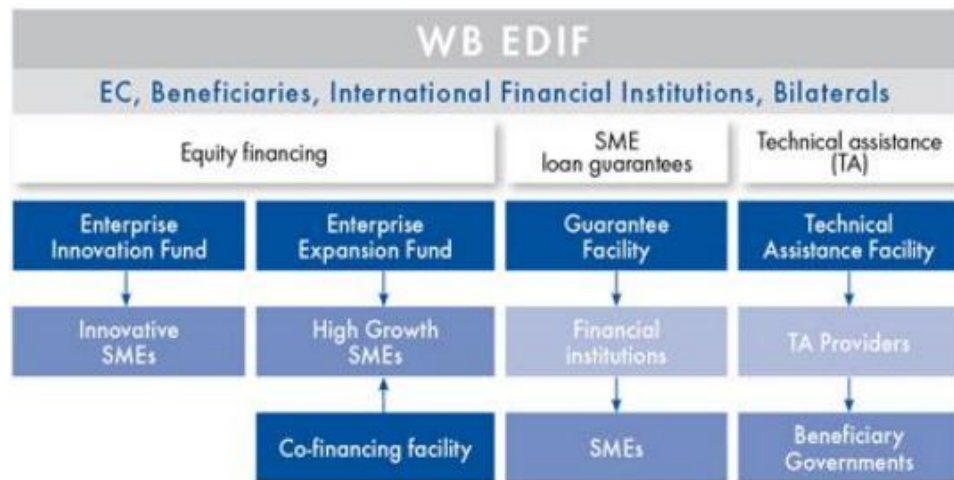 WB EDIF
EC, Beneficiaries, International Financial Institutions, Bilaterals
Equity financing
SME
loan guarantees
Technical assistance
(TA)
Enterprise
Innovation Fund
Enterprise
Expansion Fund
Guarantee
Facility
Technical
Assistance Facility
Innovative
SMEs
High Growth
SMEs
Financial
institutions
TA Providers
Co-financing facility
SMEs
Beneficiary
Governments